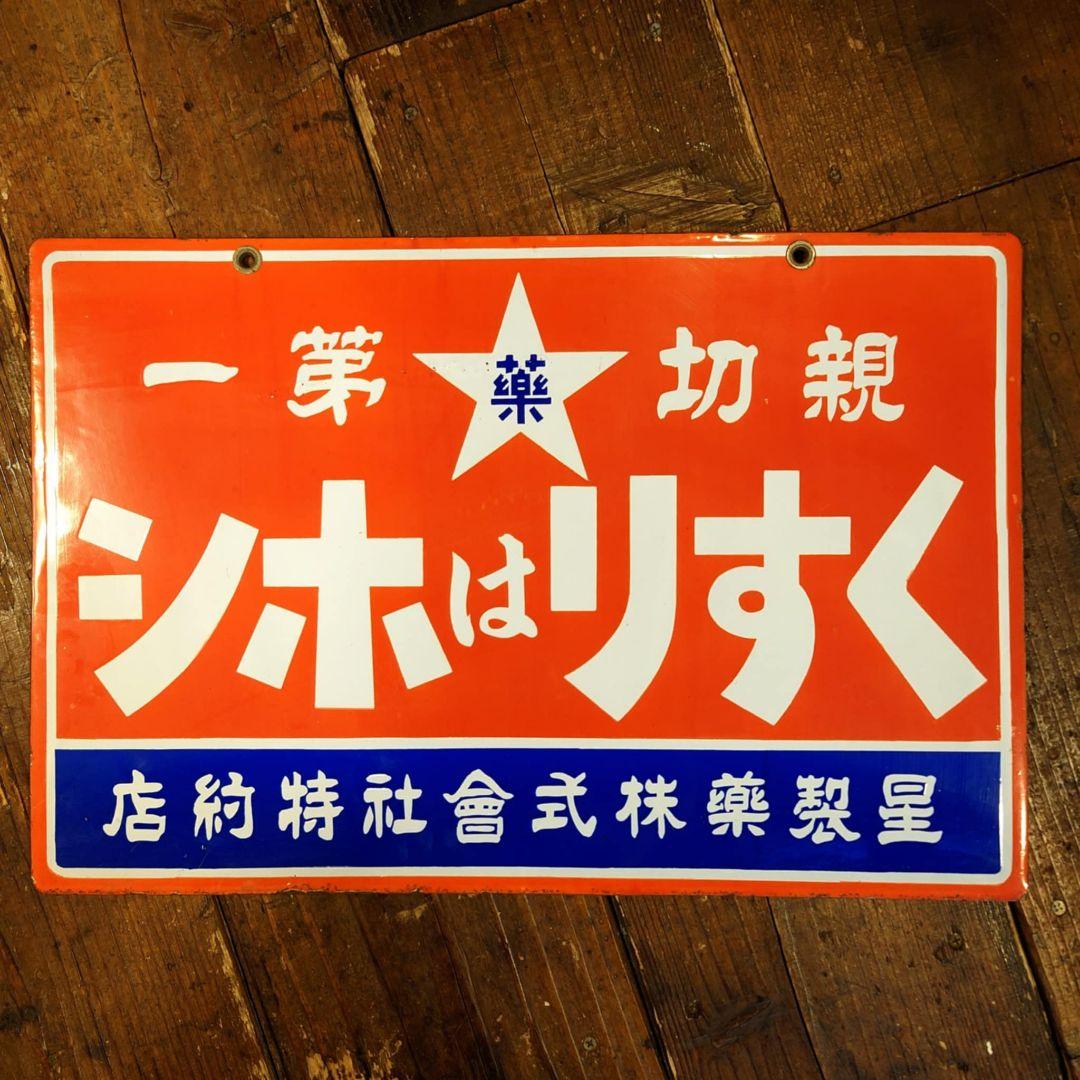 親切 藥 第一
くすりはホシ
星製藥株式會社特約店